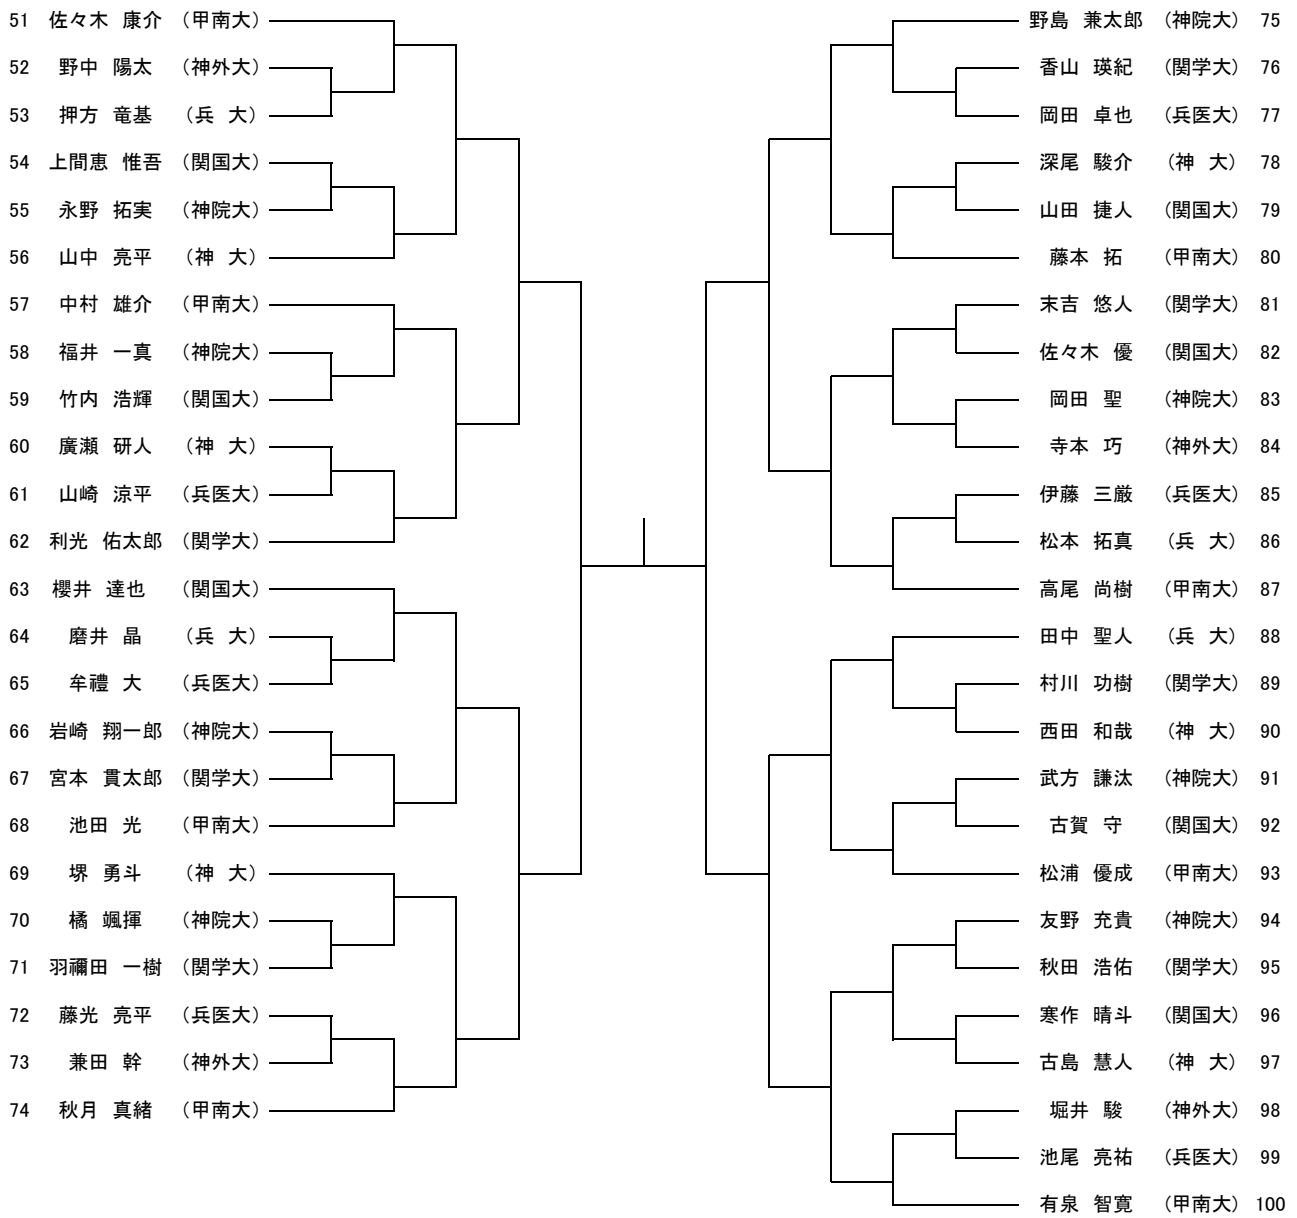 51 佐々木 康介 (甲南大)
52 野中 陽太 (神外大)
53 押方 竜基 (兵 大)
54 上間恵 惟吾 (関国大)
55 永野 拓実 (神院大)
56 山中 亮平 (神 大)
57 中村 雄介 (甲南大)
58 福井 一真 (神院大)
59 竹内 浩輝 (関国大)
60 廣瀬 研人 (神 大)
61 山崎 涼平 (兵医大)
62 利光 佑太郎 (関学大)
63 櫻井 達也 (関国大)
64 磨井 晶 (兵 大)
65 牟禮 大 (兵医大)
66 岩崎 翔一郎 (神院大)
67 宮本 貫太郎 (関学大)
68 池田 光 (甲南大)
69 堺 勇斗 (神 大)
70 橘 颯揮 (神院大)
71 羽禰田 一樹 (関学大)
72 藤光 亮平 (兵医大)
73 兼田 幹 (神外大)
74 秋月 真緒 (甲南大)
野島 兼太郎 (神院大) 75
香山 瑛紀 (関学大) 76
岡田 卓也 (兵医大) 77
深尾 駿介 (神 大) 78
山田 捷人 (関国大) 79
藤本 拓 (甲南大) 80
末吉 悠人 (関学大) 81
佐々木 優 (関国大) 82
岡田 聖 (神院大) 83
寺本 巧 (神外大) 84
伊藤 三厳 (兵医大) 85
松本 拓真 (兵 大) 86
高尾 尚樹 (甲南大) 87
田中 聖人 (兵 大) 88
村川 功樹 (関学大) 89
西田 和哉 (神 大) 90
武方 謙汰 (神院大) 91
古賀 守 (関国大) 92
松浦 優成 (甲南大) 93
友野 充貴 (神院大) 94
秋田 浩佑 (関学大) 95
寒作 晴斗 (関国大) 96
古島 慧人 (神 大) 97
堀井 駿 (神外大) 98
池尾 亮祐 (兵医大) 99
有泉 智寛 (甲南大) 100